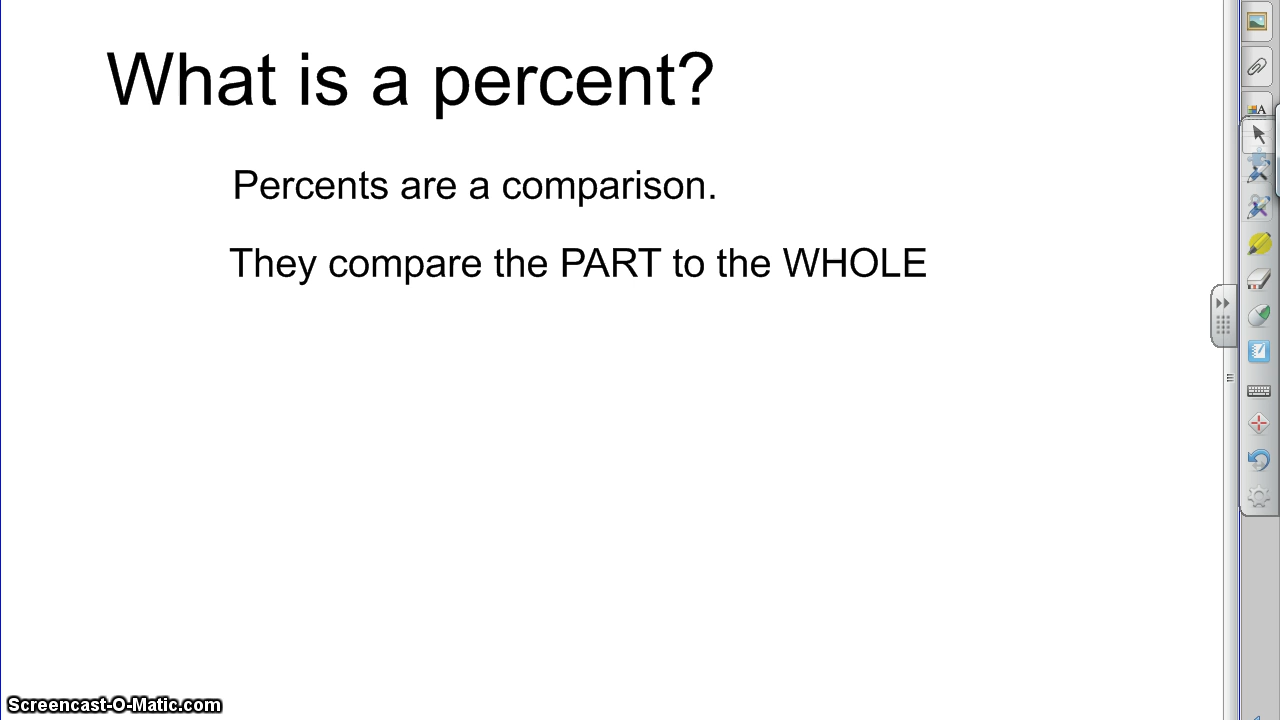 What is a percent?
Percents are a comparison.
They compare the PART to the WHOLE
A
Screencast-O-Matic.com